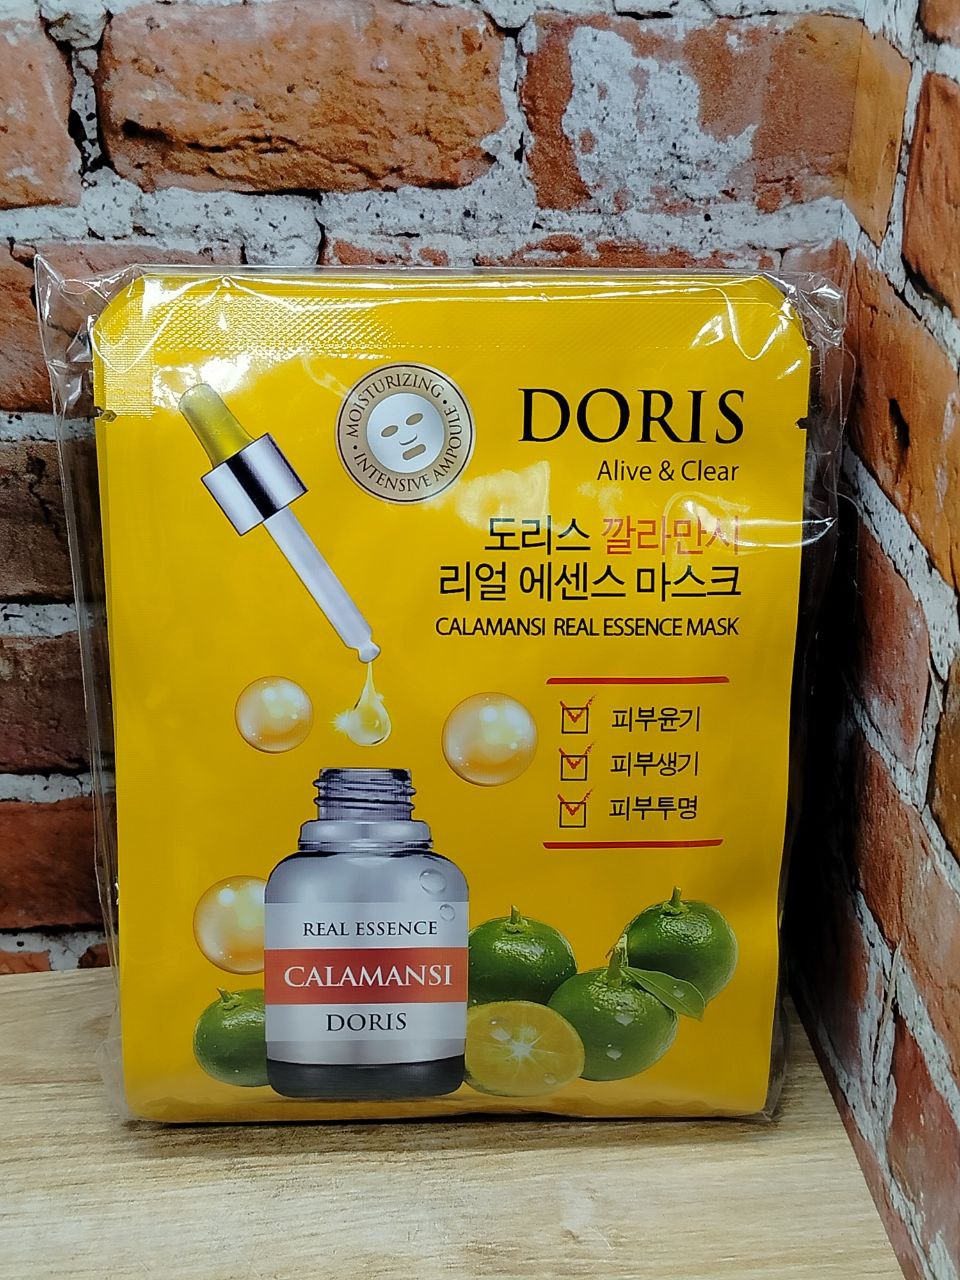 MOISTURIZING •
INTENSIVE AMPOULE •
DORIS
Alive & Clear
도리스 깔라만시
리얼 에센스 마스크
CALAMANSI REAL ESSENCE MASK
피부윤기
피부생기
피부투명
REAL ESSENCE
CALAMANSI
DORIS